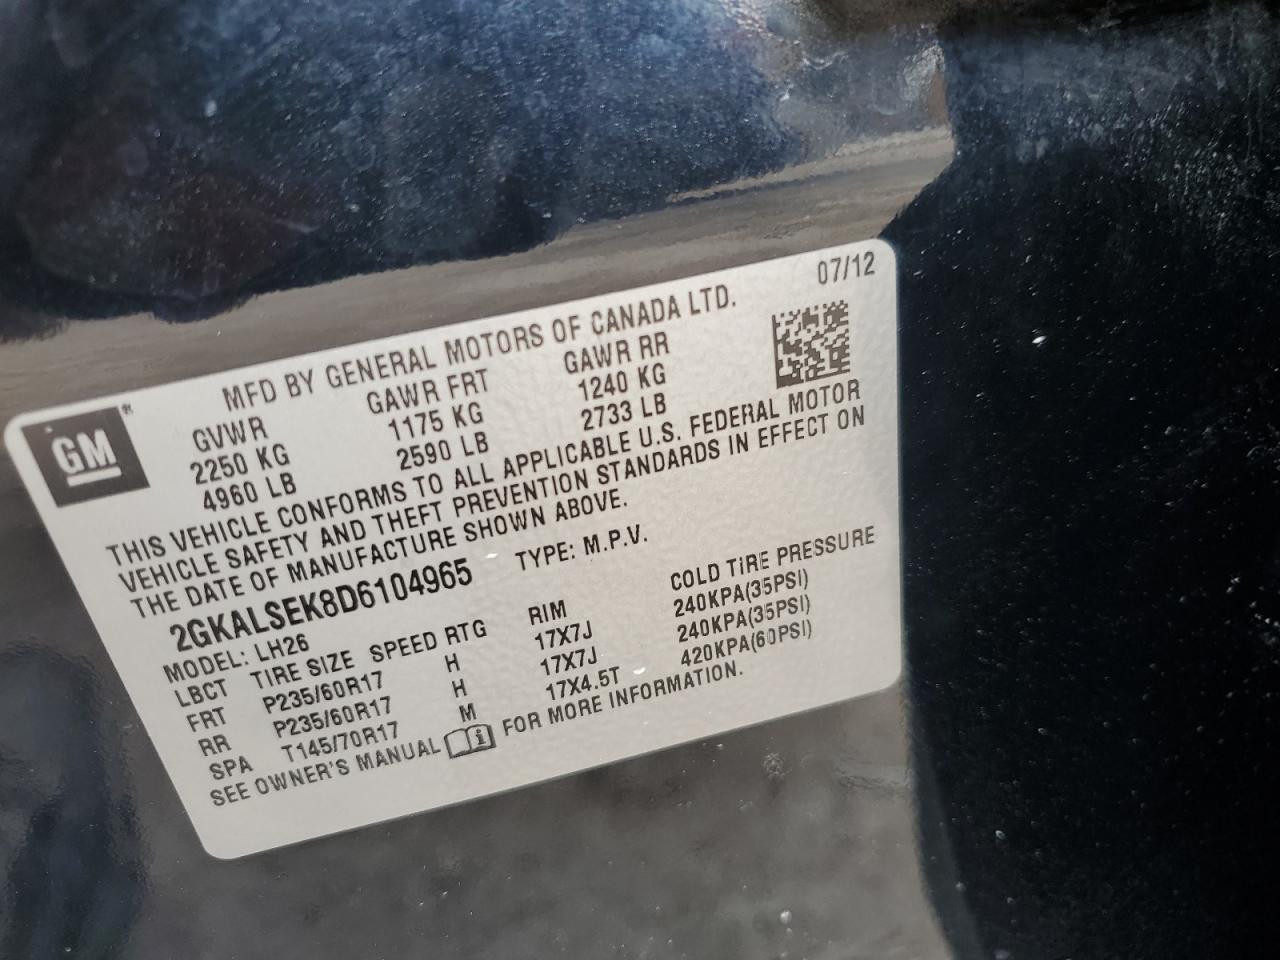 07/12
GM®
MFD BY GENERAL MOTORS OF CANADA LTD.
GVWR GAWR FRT GAWR RR
2250 KG 1175 KG 1240 KG
4960 LB 2590 LB 2733 LB
THIS VEHICLE CONFORMS TO ALL APPLICABLE U.S. FEDERAL MOTOR
VEHICLE SAFETY AND THEFT PREVENTION STANDARDS IN EFFECT ON
THE DATE OF MANUFACTURE SHOWN ABOVE.
2GKALSEK8D6104965 TYPE: M.P.V.
MODEL: LH26
LBCT TIRE SIZE SPEED RTG RIM COLD TIRE PRESSURE
FRT P235/60R17 H 17X7J 240KPA(35PSI)
RR P235/60R17 H 17X7J 240KPA(35PSI)
SPA T145/70R17 M 17X4.5T 420KPA(60PSI)
SEE OWNER'S MANUAL i FOR MORE INFORMATION.